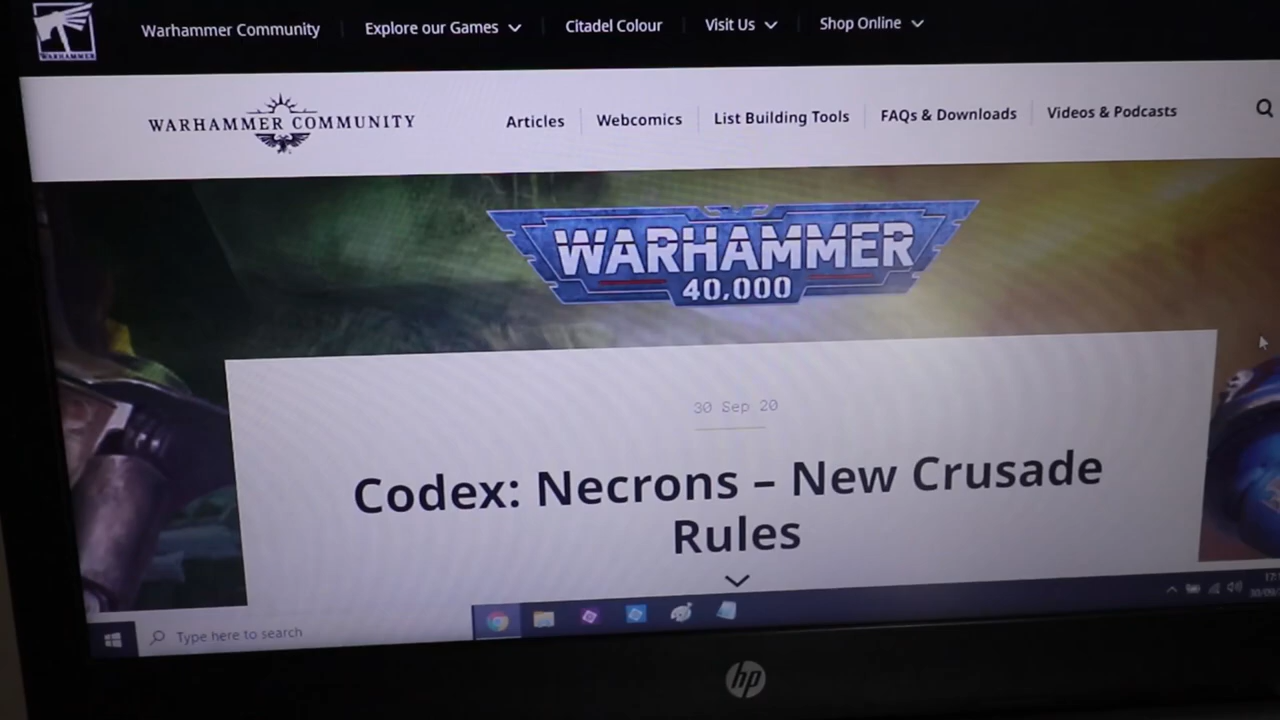 WARHAMMER
Warhammer Community
Explore our Games
Citadel Colour
Visit Us
Shop Online
WARHAMMER COMMUNITY
Articles
Webcomics
List Building Tools
FAQs & Downloads
Videos & Podcasts
WARHAMMER
40,000
30 Sep 20
Codex: Necrons – New Crusade
Rules
Type here to search
hp